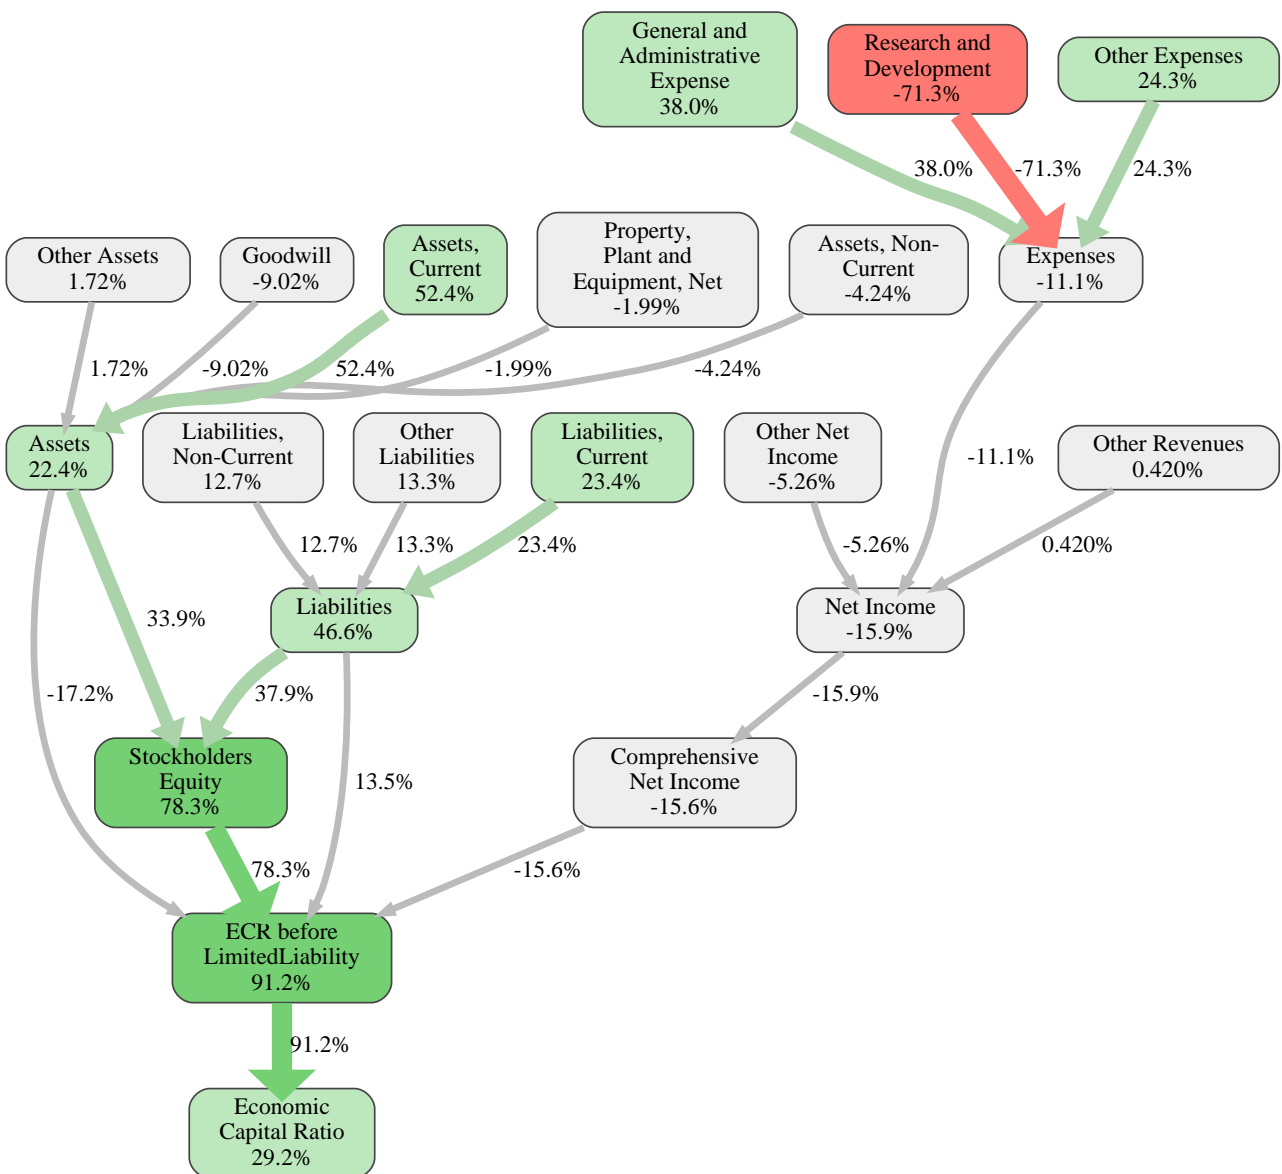 General and
Administrative
Expense
38.0%
Research and
Development
-71.3%
Other Expenses
24.3%
38.0%
-71.3%
24.3%
Other Assets
1.72%
Goodwill
-9.02%
Assets,
Current
52.4%
Property,
Plant and
Equipment, Net
-1.99%
Assets, Non-
Current
-4.24%
Expenses
-11.1%
1.72%
-9.02%
52.4%
-1.99%
-4.24%
Assets
22.4%
Liabilities,
Non-Current
12.7%
Other
Liabilities
13.3%
Liabilities,
Current
23.4%
Other Net
Income
-5.26%
-11.1%
Other Revenues
0.420%
12.7%
13.3%
23.4%
-5.26%
0.420%
33.9%
Liabilities
46.6%
Net Income
-15.9%
-17.2%
37.9%
-15.9%
Stockholders
Equity
78.3%
13.5%
Comprehensive
Net Income
-15.6%
78.3%
-15.6%
ECR before
LimitedLiability
91.2%
91.2%
Economic
Capital Ratio
29.2%